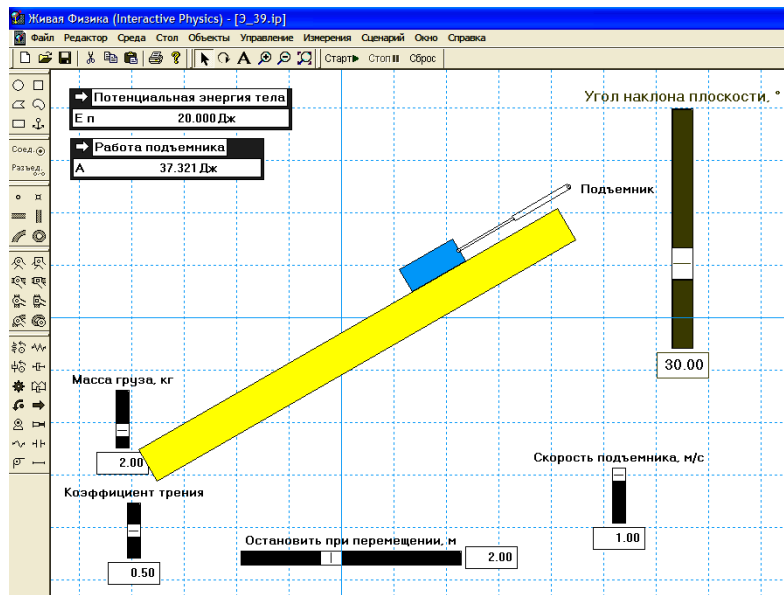 Живая Физика (Interactive Physics) - [Э_39.ip]
Файл Редактор Среда Стол Объекты Управление Измерения Сценарий Окно Справка
Старт Стоп Сброс
Соед.
Разъед.
Потенциальная энергия тела
Е п 20.000 Дж
Работа подъемника
А 37.321 Дж
Угол наклона плоскости, °
Подъемник
30.00
Масса груза, кг
2.00
Коэффициент трения
0.50
Остановить при перемещении, м
2.00
Скорость подъемника, м/с
1.00